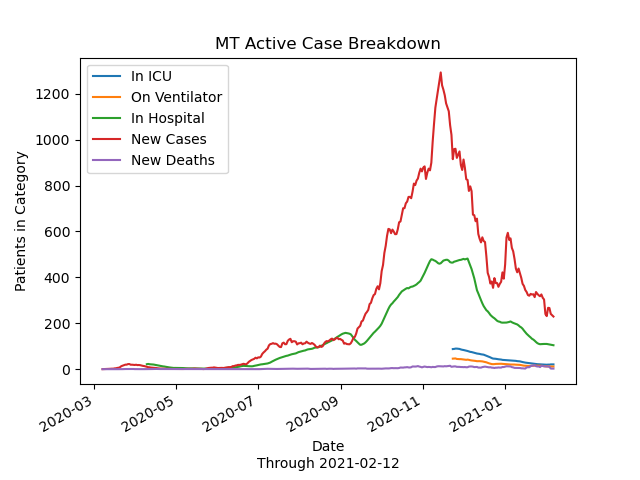 MT Active Case Breakdown
In ICU
On Ventilator
In Hospital
New Cases
New Deaths
Patients in Category
1200
1000
800
600
400
200
0
2020-03
2020-05
2020-07
2020-09
2020-11
2021-01
Date
Through 2021-02-12